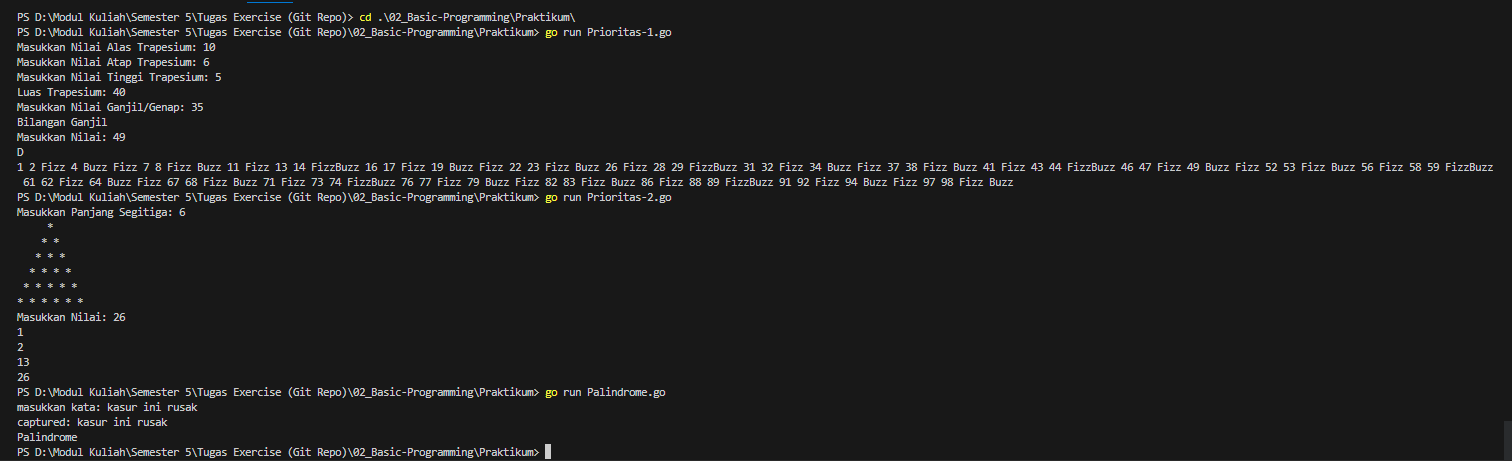 PS D:\Modul Kuliah\Semester 5\Tugas Exercise (Git Repo)> cd .\02_Basic-Programming\Praktikum\
PS D:\Modul Kuliah\Semester 5\Tugas Exercise (Git Repo)\02_Basic-Programming\Praktikum> go run Prioritas-1.go
Masukkan Nilai Alas Trapesium: 10
Masukkan Nilai Atap Trapesium: 6
Masukkan Nilai Tinggi Trapesium: 5
Luas Trapesium: 40
Masukkan Nilai Ganjil/Genap: 35
Bilangan Ganjil
Masukkan Nilai: 49
D
1 2 Fizz 4 Buzz Fizz 7 8 Fizz Buzz 11 Fizz 13 14 FizzBuzz 16 17 Fizz 19 Buzz Fizz 22 23 Fizz Buzz 26 Fizz 28 29 FizzBuzz 31 32 Fizz 34 Buzz Fizz 37 38 Fizz Buzz 41 Fizz 43 44 FizzBuzz 46 47 Fizz 49 Buzz Fizz 52 53 Fizz Buzz 56 Fizz 58 59 FizzBuzz
61 62 Fizz 64 Buzz Fizz 67 68 Fizz Buzz 71 Fizz 73 74 FizzBuzz 76 77 Fizz 79 Buzz Fizz 82 83 Fizz Buzz 86 Fizz 88 89 FizzBuzz 91 92 Fizz 94 Buzz Fizz 97 98 Fizz Buzz
PS D:\Modul Kuliah\Semester 5\Tugas Exercise (Git Repo)\02_Basic-Programming\Praktikum> go run Prioritas-2.go
Masukkan Panjang Segitiga: 6
     *
    * *
   * * *
  * * * *
 * * * * *
* * * * * *
Masukkan Nilai: 26
1
2
13
26
PS D:\Modul Kuliah\Semester 5\Tugas Exercise (Git Repo)\02_Basic-Programming\Praktikum> go run Palindrome.go
masukkan kata: kasur ini rusak
captured: kasur ini rusak
Palindrome
PS D:\Modul Kuliah\Semester 5\Tugas Exercise (Git Repo)\02_Basic-Programming\Praktikum>